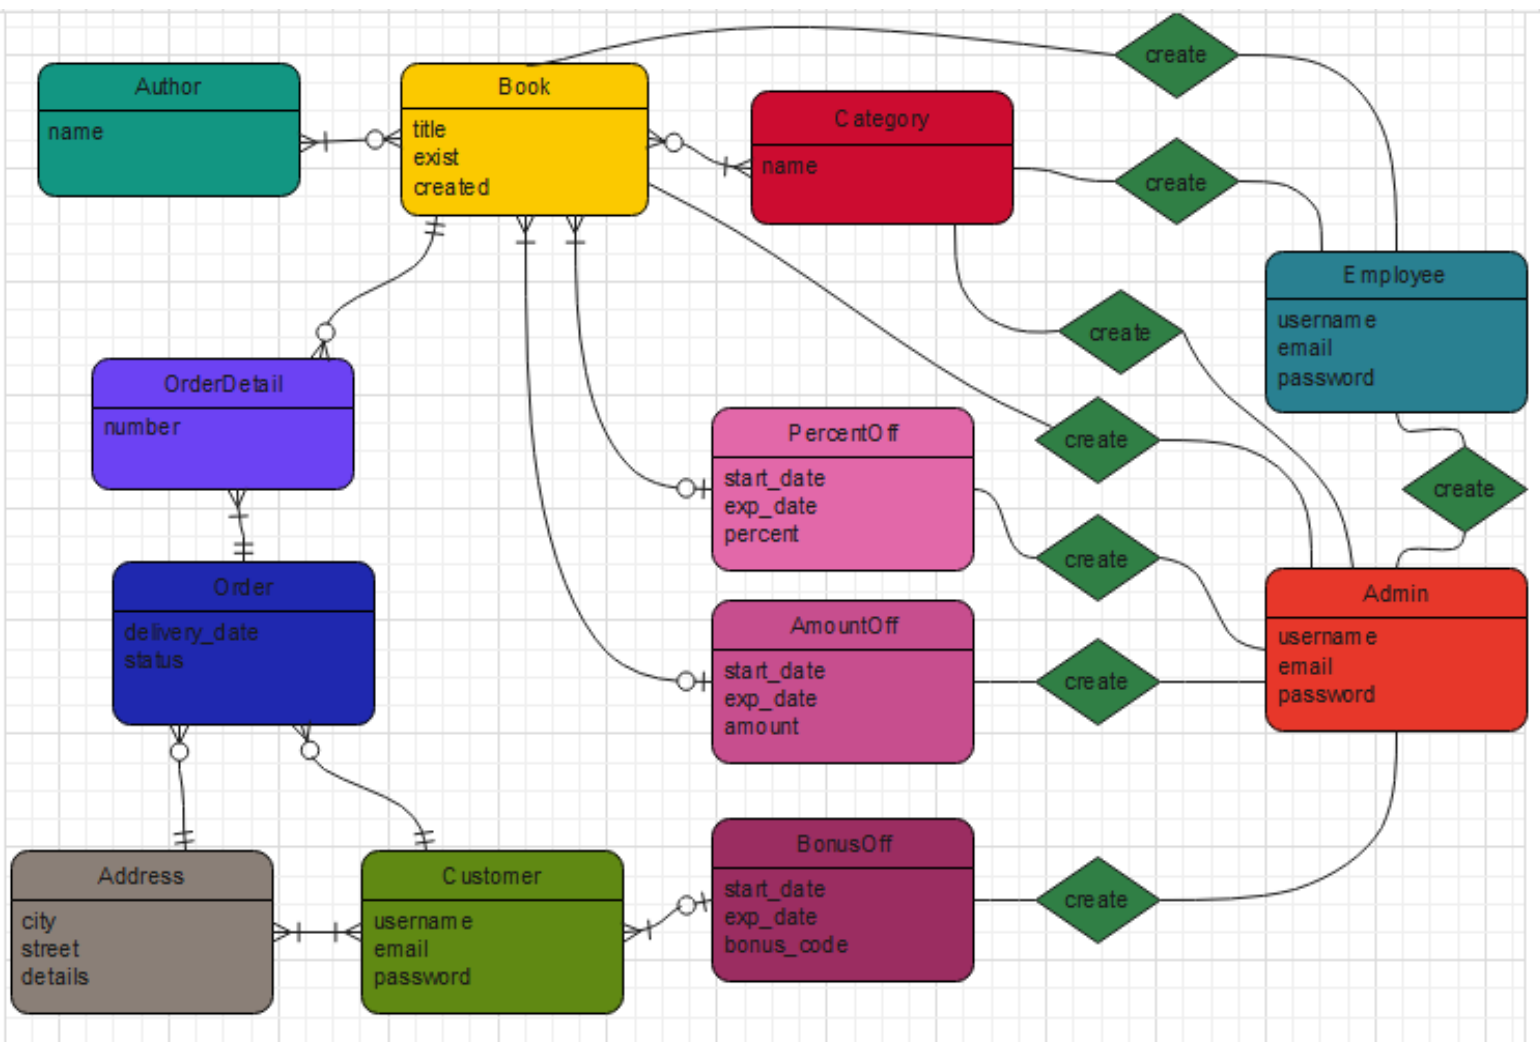 create
Author
name
Book
title
exist
created
Category
name
create
Employee
username
email
password
create
OrderDetail
number
PercentOff
start_date
exp_date
percent
create
create
create
Order
delivery_date
status
AmountOff
start_date
exp_date
amount
create
Admin
username
email
password
Address
city
street
details
Customer
username
email
password
BonusOff
start_date
exp_date
bonus_code
create